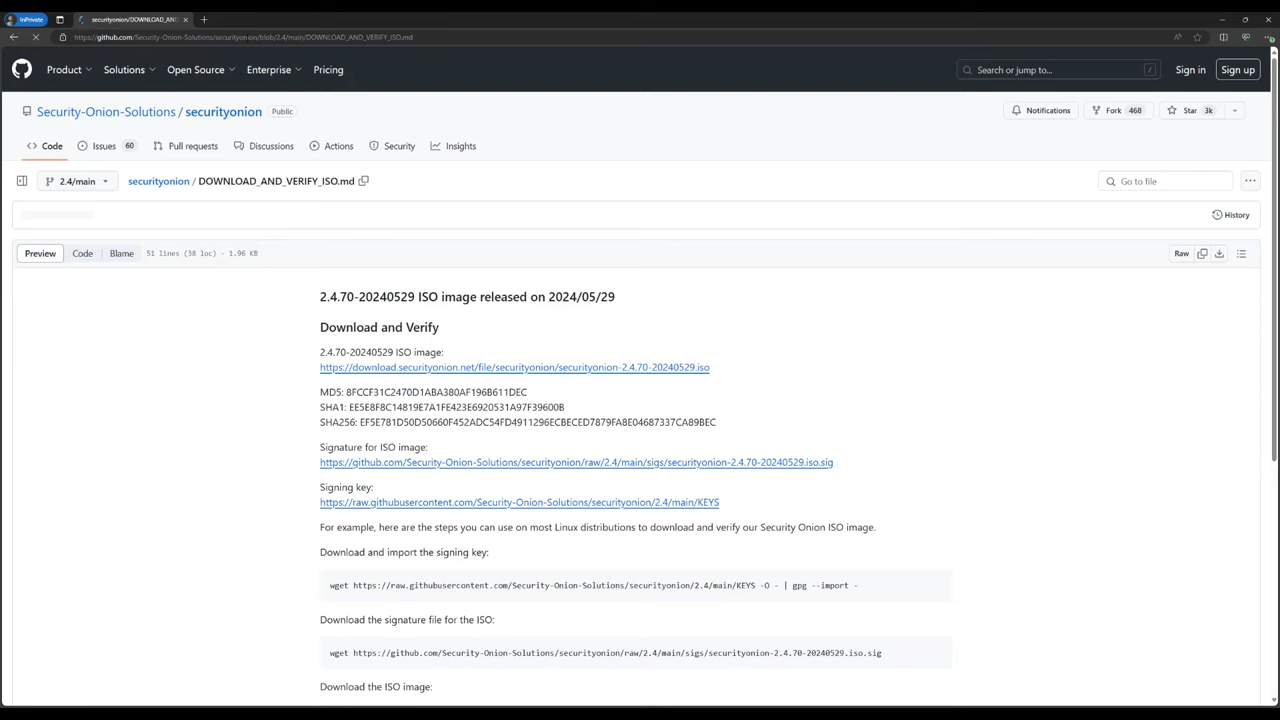 InPrivate
securityonion/DOWNLOAD_AND_
https://github.com/Security-Onion-Solutions/securityonion/blob/2.4/main/DOWNLOAD_AND_VERIFY_ISO.md
Product Solutions Open Source Enterprise Pricing Search or jump to... / Sign in Sign up
Security-Onion-Solutions / securityonion Public Notifications Fork 468 Star 3k
Code Issues 60 Pull requests Discussions Actions Security Insights
2.4/main securityonion / DOWNLOAD_AND_VERIFY_ISO.md Go to file
History
Preview Code Blame 51 lines (38 loc) · 1.96 KB Raw
2.4.70-20240529 ISO image released on 2024/05/29
Download and Verify
2.4.70-20240529 ISO image:
https://download.securityonion.net/file/securityonion/securityonion-2.4.70-20240529.iso
MD5: 8FCCF31C2470D1ABA380AF196B611DEC
SHA1: EE5E8F8C14819E7A1FE423E6920531A97F39600B
SHA256: EF5E781D50D50660F452ADC54FD4911296ECBECED7879FA8E04687337CA89BEC
Signature for ISO image:
https://github.com/Security-Onion-Solutions/securityonion/raw/2.4/main/sigs/securityonion-2.4.70-20240529.iso.sig
Signing key:
https://raw.githubusercontent.com/Security-Onion-Solutions/securityonion/2.4/main/KEYS
For example, here are the steps you can use on most Linux distributions to download and verify our Security Onion ISO image.
Download and import the signing key:
wget https://raw.githubusercontent.com/Security-Onion-Solutions/securityonion/2.4/main/KEYS -O - | gpg --import -
Download the signature file for the ISO:
wget https://github.com/Security-Onion-Solutions/securityonion/raw/2.4/main/sigs/securityonion-2.4.70-20240529.iso.sig
Download the ISO image: